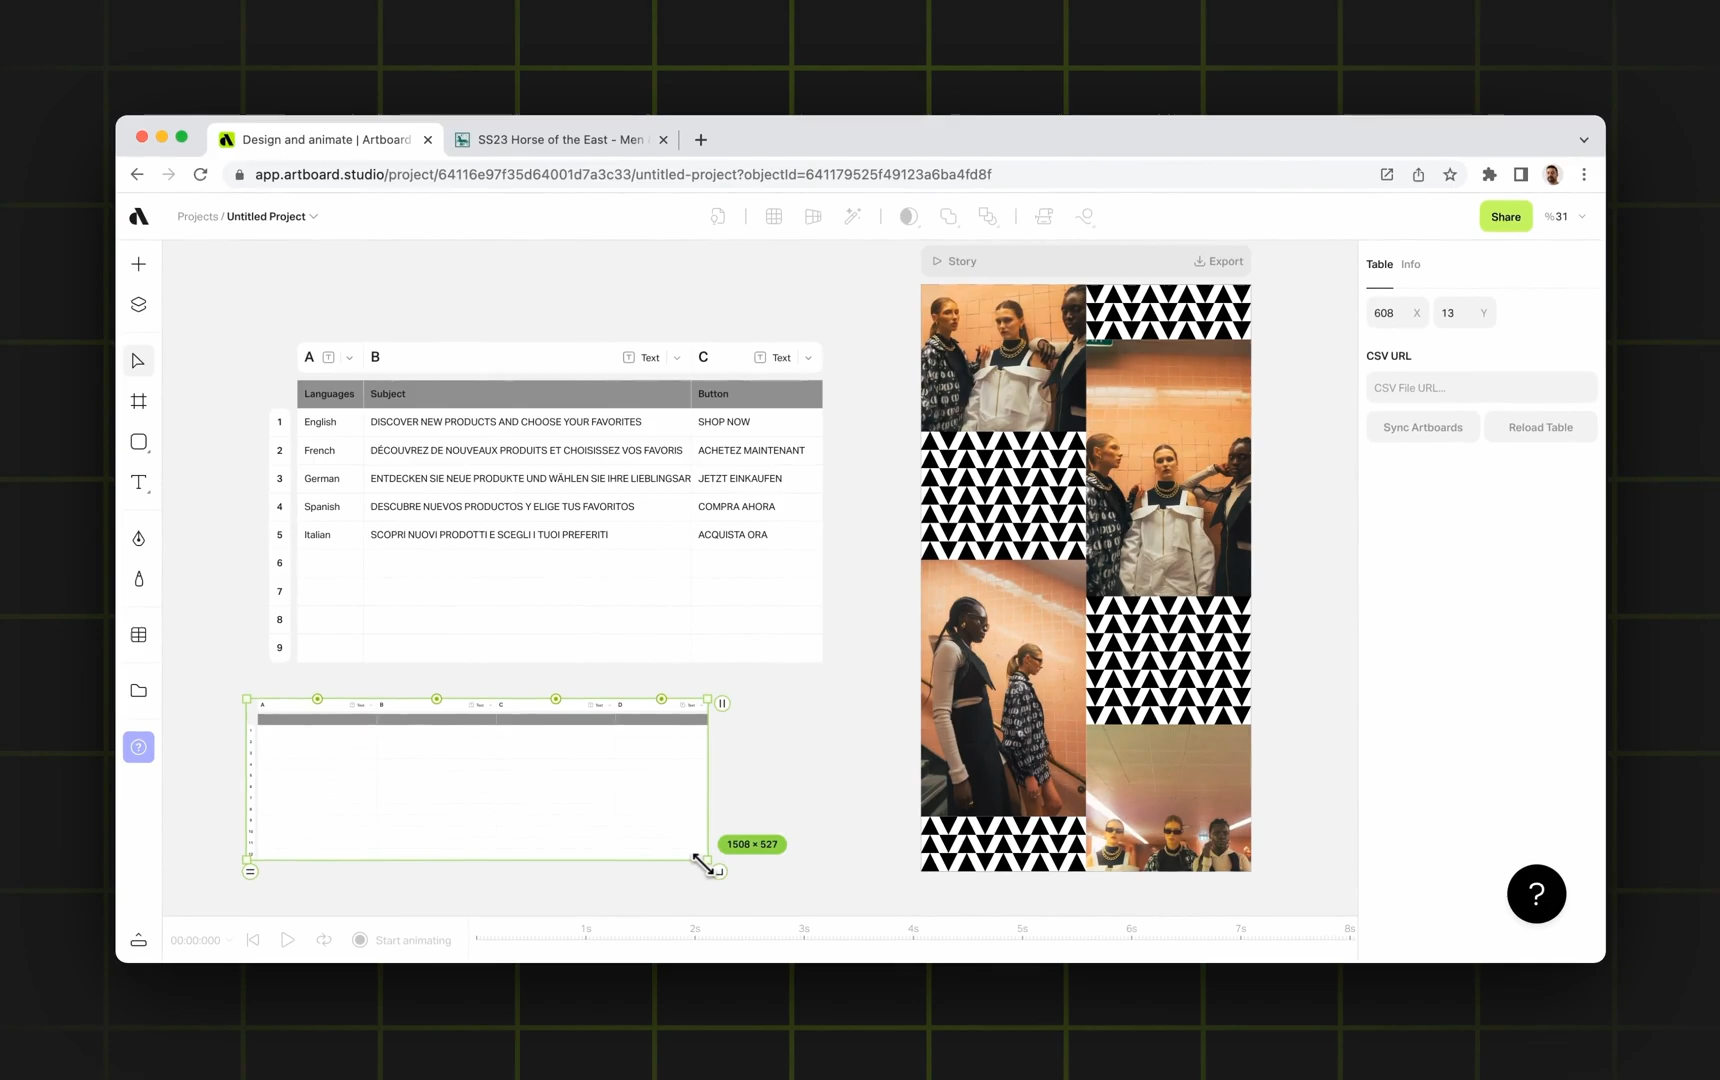 Design and animate | Artboard
SS23 Horse of the East - Men
app.artboard.studio/project/64116e97f35d64001d7a3c33/untitled-project?objectId=641179525f49123a6ba4fd8f
Projects / Untitled Project
Share
%31
Story
Export
Table Info
608 X 13 Y
CSV URL
CSV File URL...
Sync Artboards
Reload Table
A T B T Text C T Text
Languages Subject Button
1 English DISCOVER NEW PRODUCTS AND CHOOSE YOUR FAVORITES SHOP NOW
2 French DÉCOUVREZ DE NOUVEAUX PRODUITS ET CHOISISSEZ VOS FAVORIS ACHETEZ MAINTENANT
3 German ENTDECKEN SIE NEUE PRODUKTE UND WÄHLEN SIE IHRE LIEBLINGSAR JETZT EINKAUFEN
4 Spanish DESCUBRE NUEVOS PRODUCTOS Y ELIGE TUS FAVORITOS COMPRA AHORA
5 Italian SCOPRI NUOVI PRODOTTI E SCEGLI I TUOI PREFERITI ACQUISTA ORA
6
7
8
9
A Text B Text C Text D Text
1508 × 527
?
?
00:00:000
Start animating
1s 2s 3s 4s 5s 6s 7s 8s